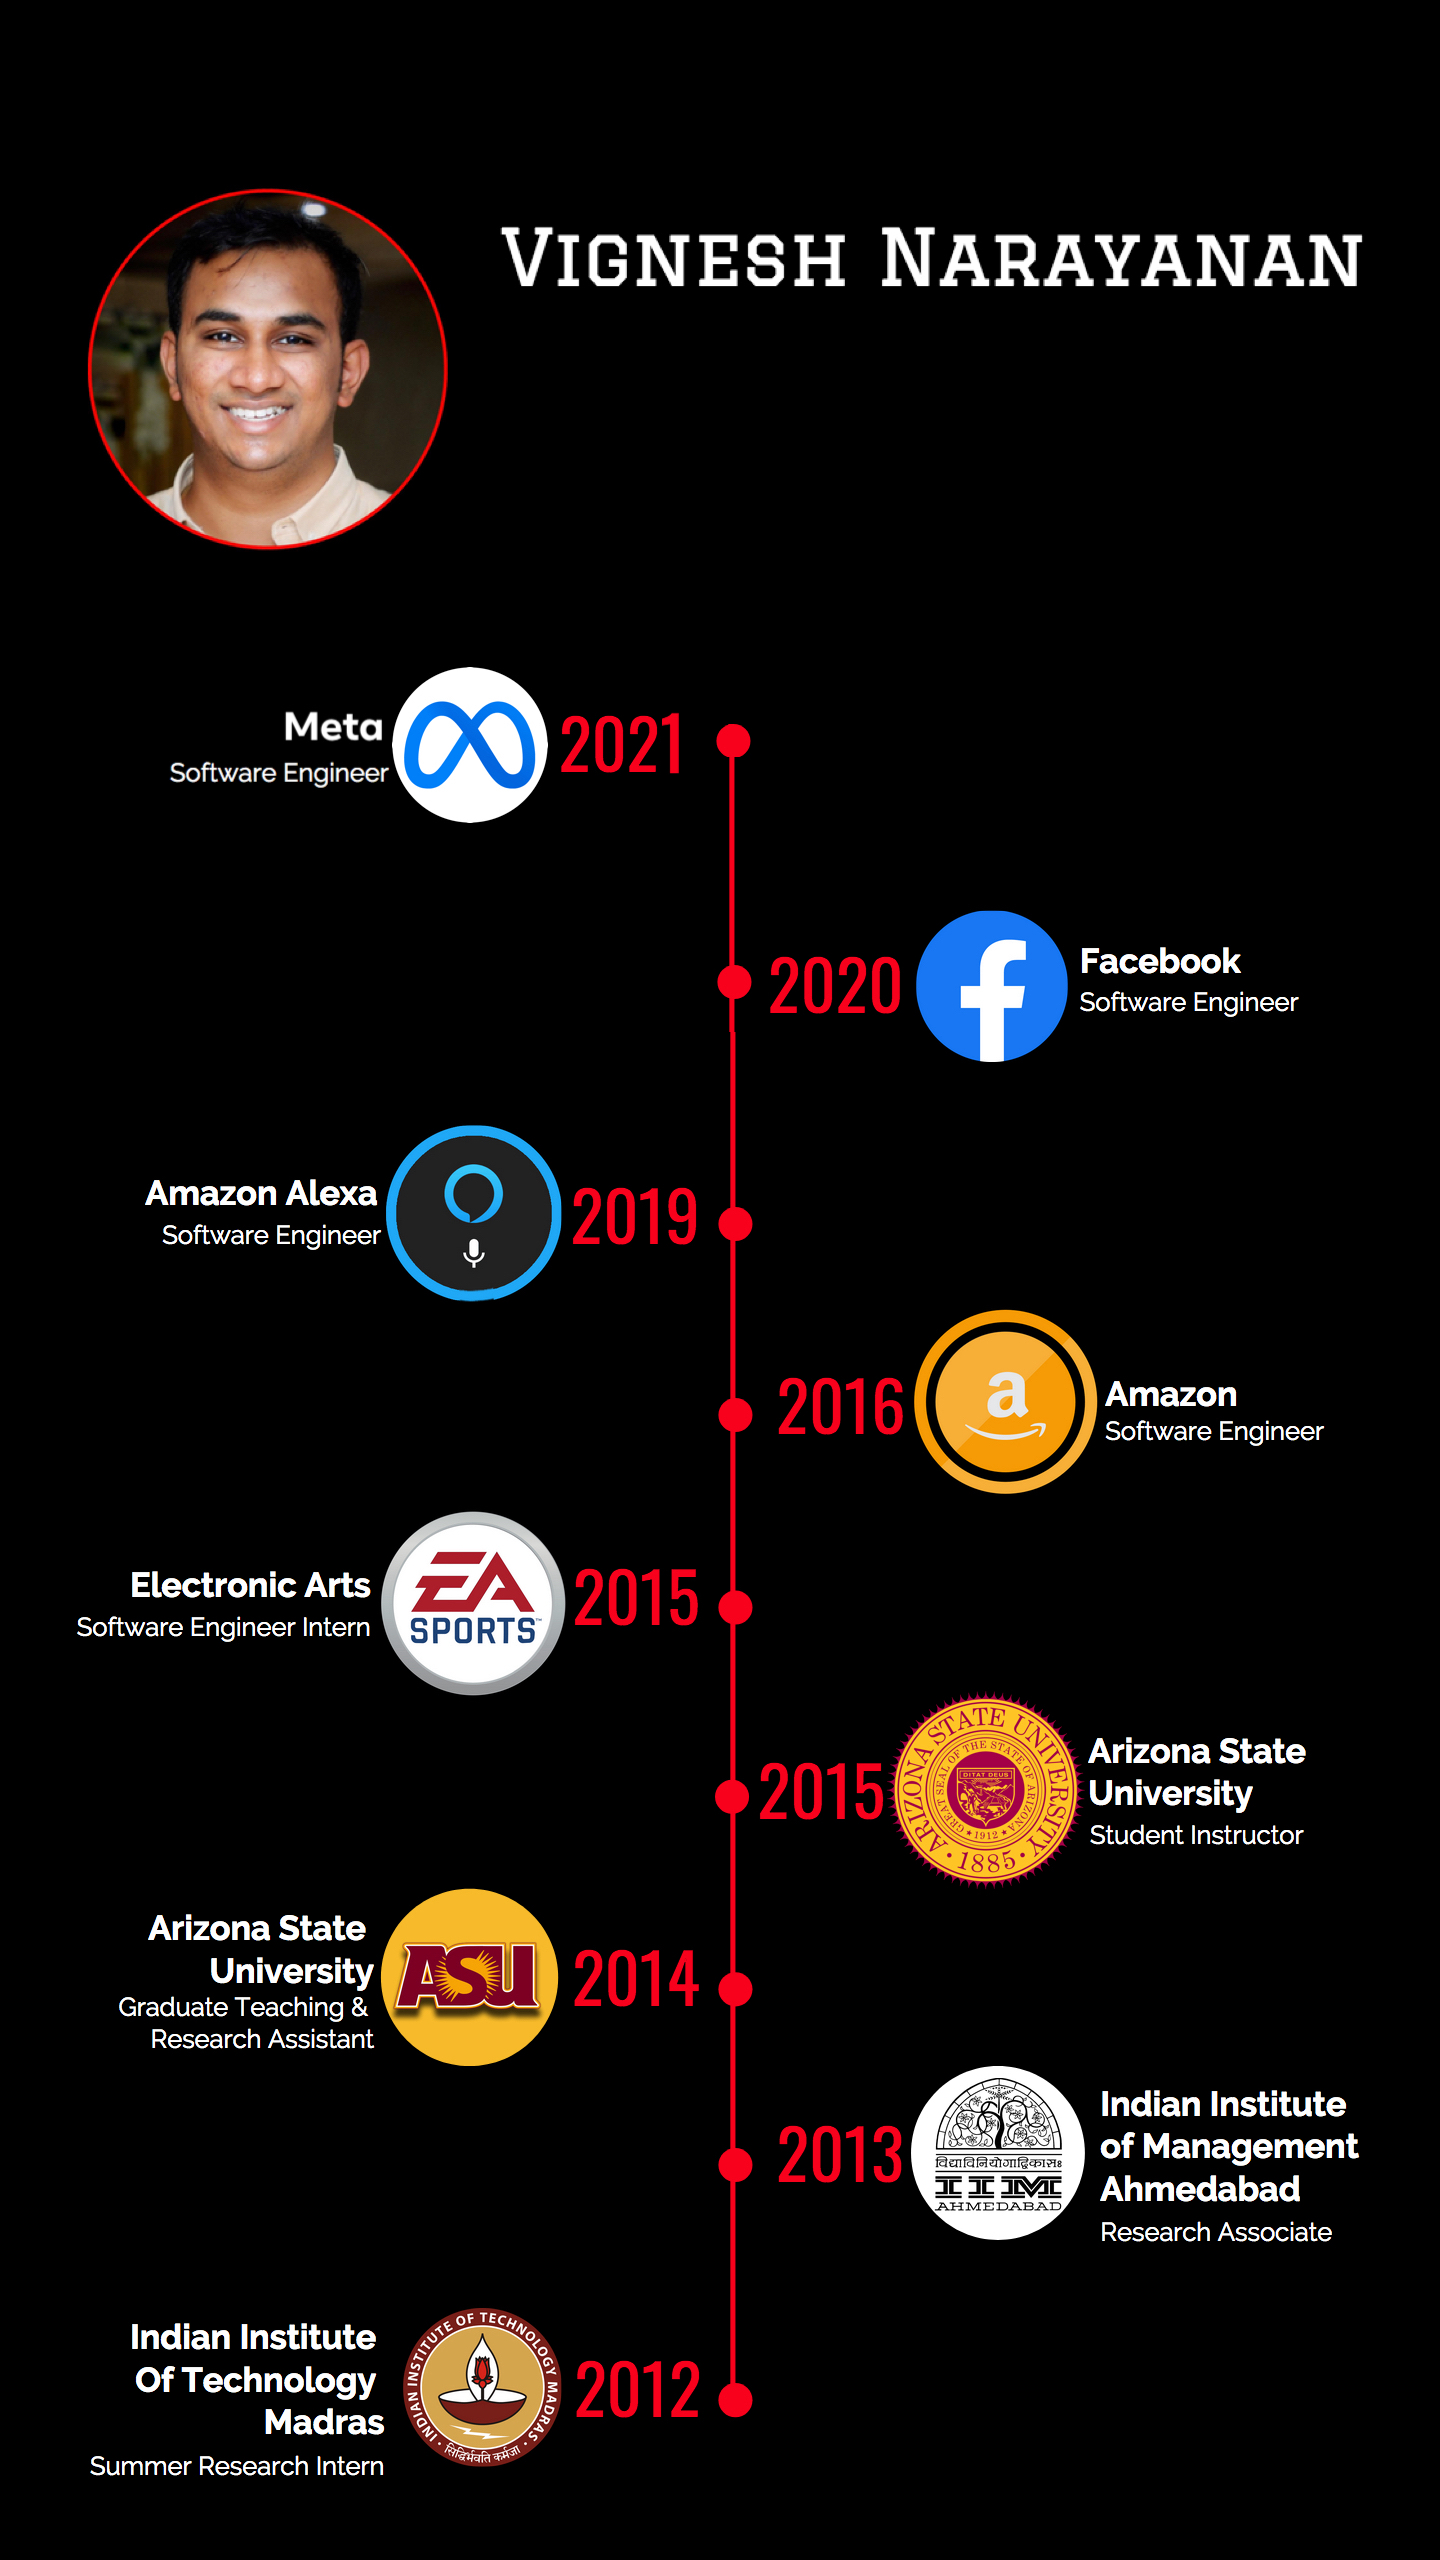 VIGNESH NARAYANAN
Meta
Software Engineer
2021
2020
Facebook
Software Engineer
Amazon Alexa
Software Engineer
2019
2016
a
Amazon
Software Engineer
Electronic Arts
Software Engineer Intern
EA
SPORTS™
2015
2015
ARIZONA STATE UNIVERSITY
GREAT SEAL OF THE STATE OF ARIZONA
DITAT DEUS
1912
1885
Arizona State
University
Student Instructor
Arizona State
University
Graduate Teaching &
Research Assistant
ASU
2014
2013
विद्याविनियोगाद्विकासः
IIM
AHMEDABAD
Indian Institute
of Management
Ahmedabad
Research Associate
Indian Institute
Of Technology
Madras
Summer Research Intern
INDIAN INSTITUTE OF TECHNOLOGY MADRAS
सिद्धिर्भवति कर्मजा
2012